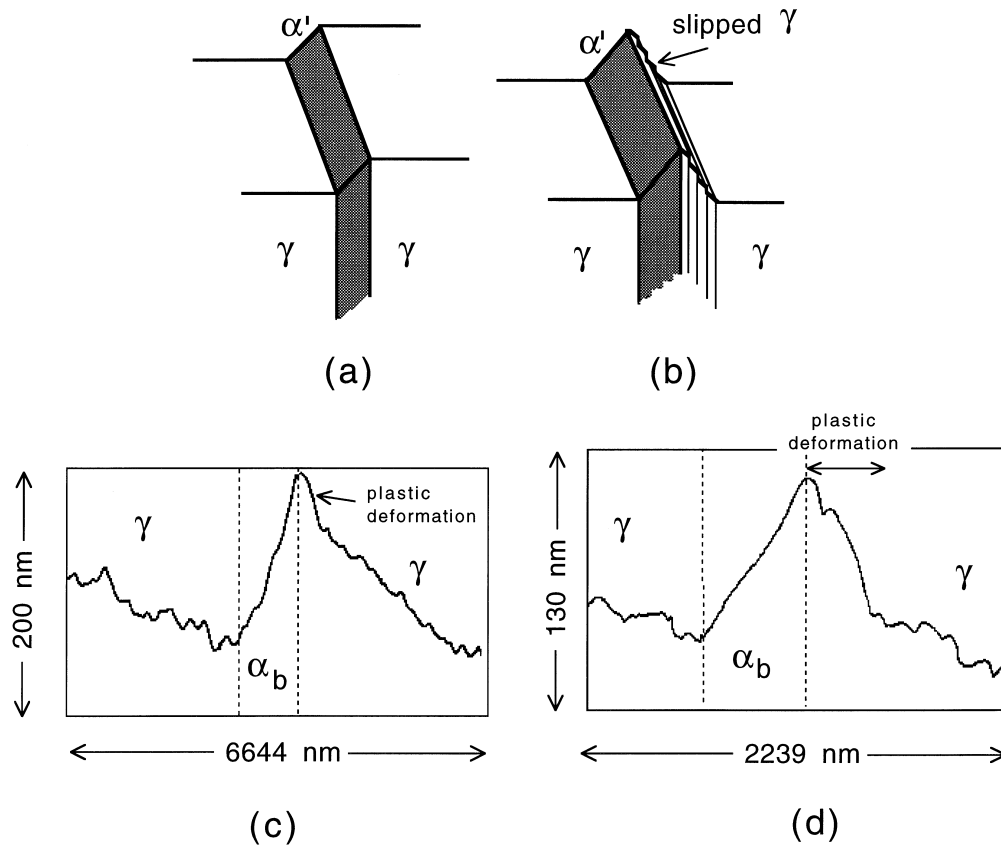 α'
γ
γ
(a)
slipped γ
α'
γ
γ
(b)
200 nm
γ
plastic
deformation
γ
αb
6644 nm
(c)
plastic
deformation
130 nm
γ
γ
αb
2239 nm
(d)